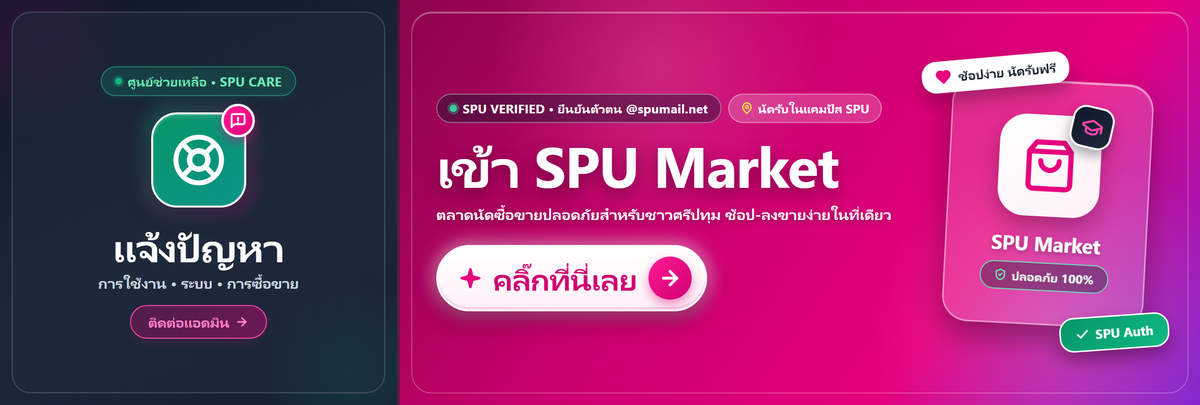 ศูนย์ช่วยเหลือ • SPU CARE
แจ้งปัญหา
การใช้งาน • ระบบ • การซื้อขาย
ติดต่อแอดมิน →
SPU VERIFIED • ยืนยันตัวตน @spumail.net
นัดรับในแคมปัส SPU
เข้า SPU Market
ตลาดนัดซื้อขายปลอดภัยสำหรับชาวศรีปทุม ช้อป-ลงขายง่ายในที่เดียว
คลิ๊กที่นี่เลย
ช้อปง่าย นัดรับฟรี
SPU Market
ปลอดภัย 100%
SPU Auth